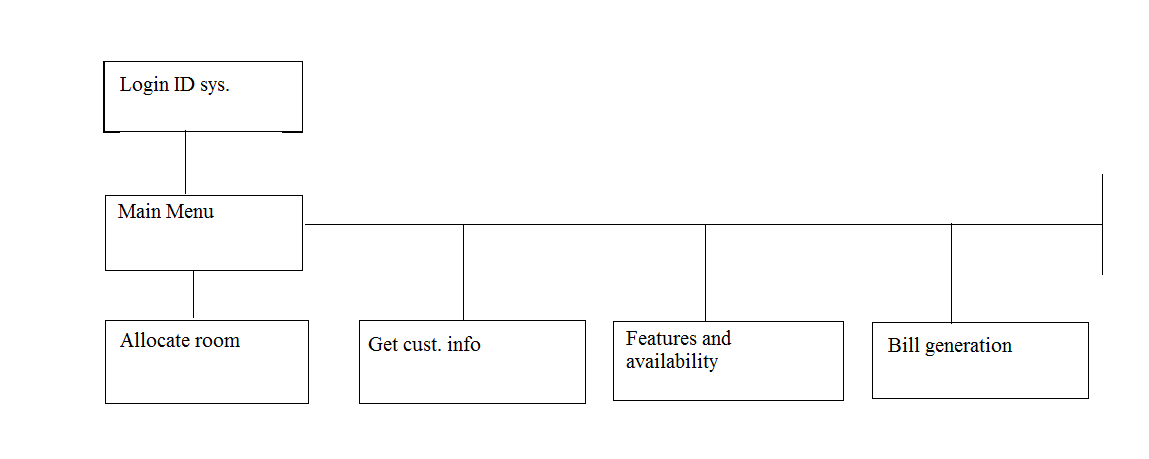 Login ID sys.
Main Menu
Allocate room
Get cust. info
Features and
availability
Bill generation